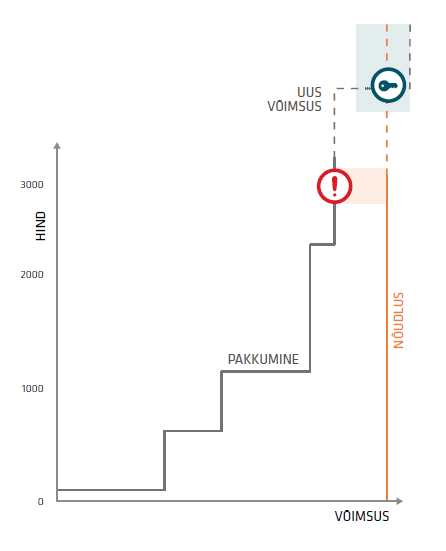 UUS
VÕIMSUS
3000
HIND
2000
NÕUDLUS
PAKKUMINE
1000
0
VÕIMSUS